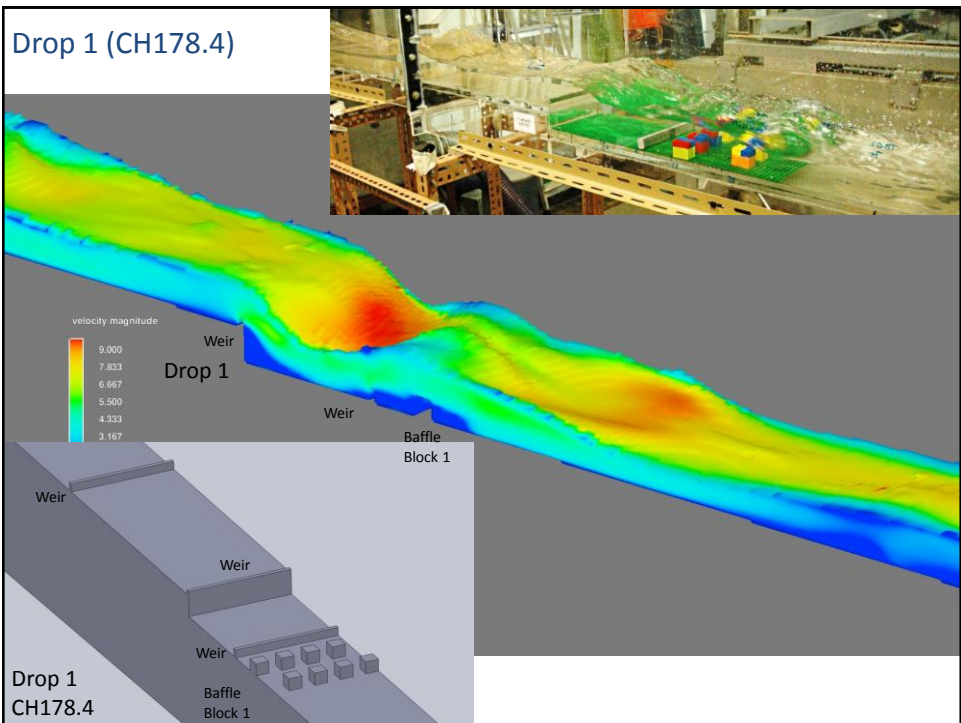 Drop 1 (CH178.4)
velocity magnitude
9.000
7.833
6.667
5.500
4.333
3.167
Weir
Drop 1
Weir
Baffle
Block 1
Weir
Weir
Weir
Baffle
Block 1
Drop 1
CH178.4